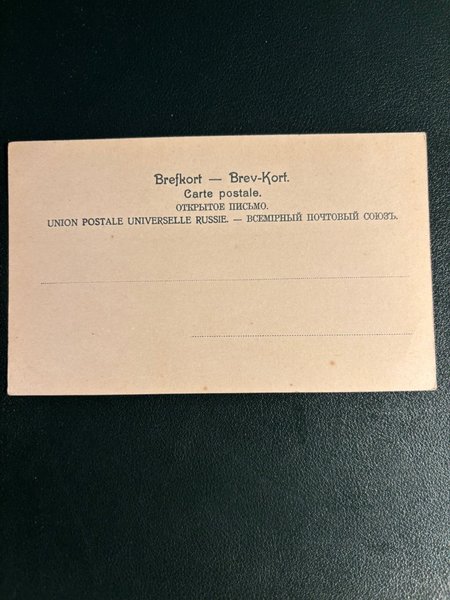 Brefkort — Brev-Kort.
Carte postale.
ОТКРЫТОЕ ПИСЬМО.
UNION POSTALE UNIVERSELLE RUSSIE. — ВСЕМІРНЫЙ ПОЧТОВЫЙ СОЮЗЪ.